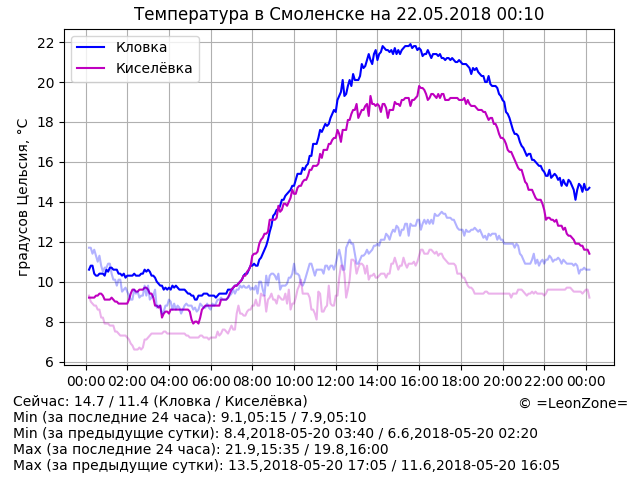 Температура в Смоленске на 22.05.2018 00:10
Кловка
Киселёвка
градусов Цельсия, °C
22
20
18
16
14
12
10
8
6
00:00 02:00 04:00 06:00 08:00 10:00 12:00 14:00 16:00 18:00 20:00 22:00 00:00
Сейчас: 14.7 / 11.4 (Кловка / Киселёвка)
© =LeonZone=
Min (за последние 24 часа): 9.1,05:15 / 7.9,05:10
Min (за предыдущие сутки): 8.4,2018-05-20 03:40 / 6.6,2018-05-20 02:20
Max (за последние 24 часа): 21.9,15:35 / 19.8,16:00
Max (за предыдущие сутки): 13.5,2018-05-20 17:05 / 11.6,2018-05-20 16:05